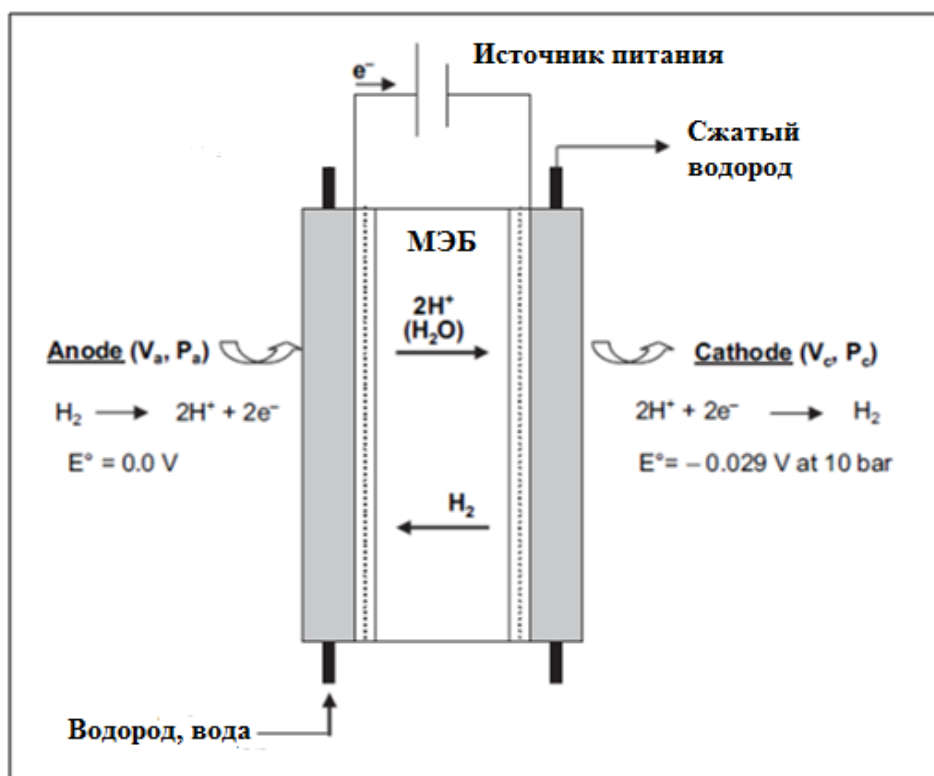 Источник питания
e⁻
Сжатый
водород
МЭБ
2H⁺
(H₂O)
Anode (Vₐ, Pₐ)
H₂ ⟶ 2H⁺ + 2e⁻
E° = 0.0 V
Cathode (V꜀, P꜀)
2H⁺ + 2e⁻ ⟶ H₂
E°= – 0.029 V at 10 bar
H₂
Водород, вода